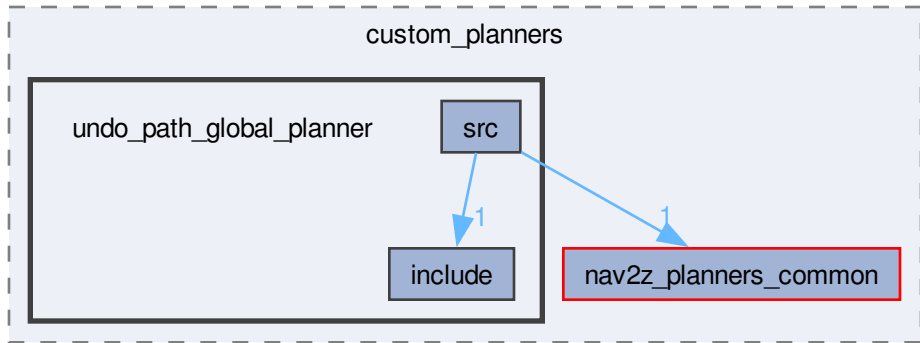 custom_planners
undo_path_global_planner
src
1
1
include
nav2z_planners_common